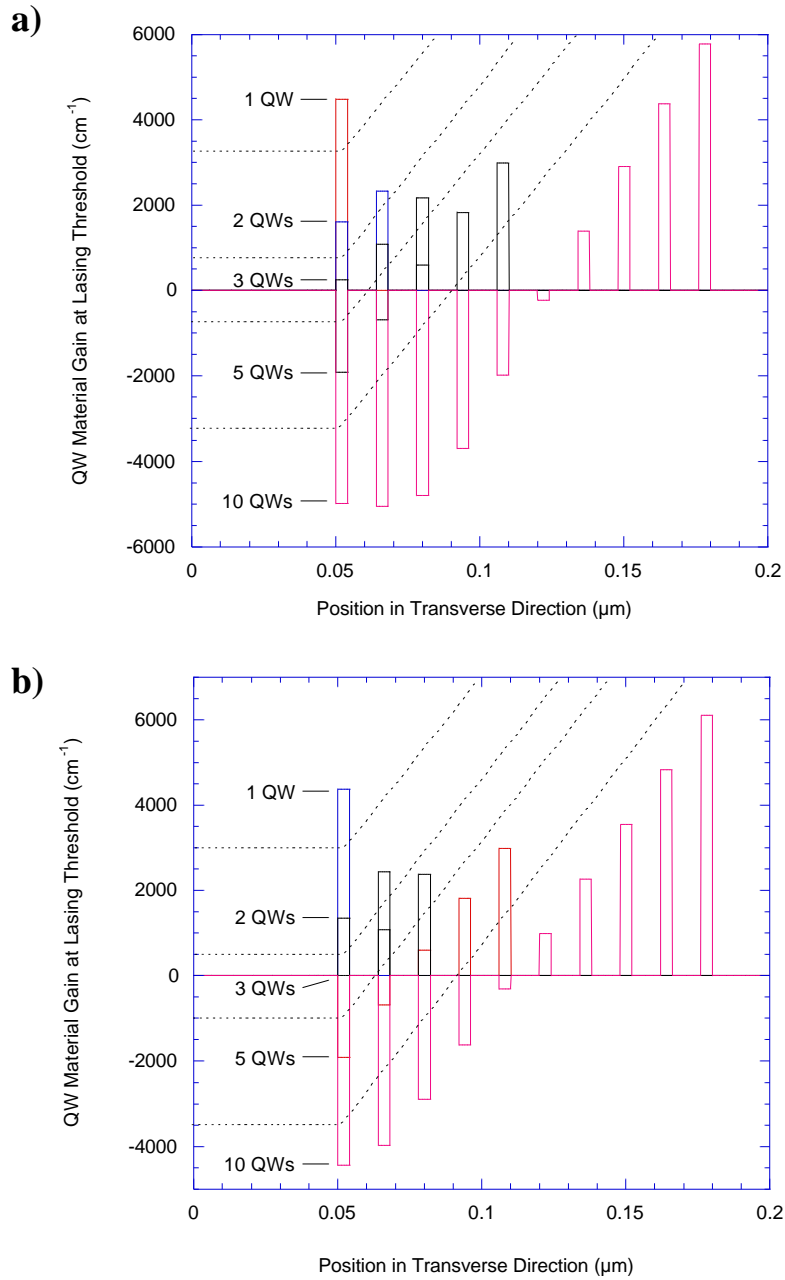 a)
6000
4000
2000
0
-2000
-4000
-6000
QW Material Gain at Lasing Threshold (cm-1)
1 QW
2 QWs
3 QWs
5 QWs
10 QWs
0
0.05
0.1
0.15
0.2
Position in Transverse Direction (µm)
b)
6000
4000
2000
0
-2000
-4000
QW Material Gain at Lasing Threshold (cm-1)
1 QW
2 QWs
3 QWs
5 QWs
10 QWs
0
0.05
0.1
0.15
0.2
Position in Transverse Direction (µm)